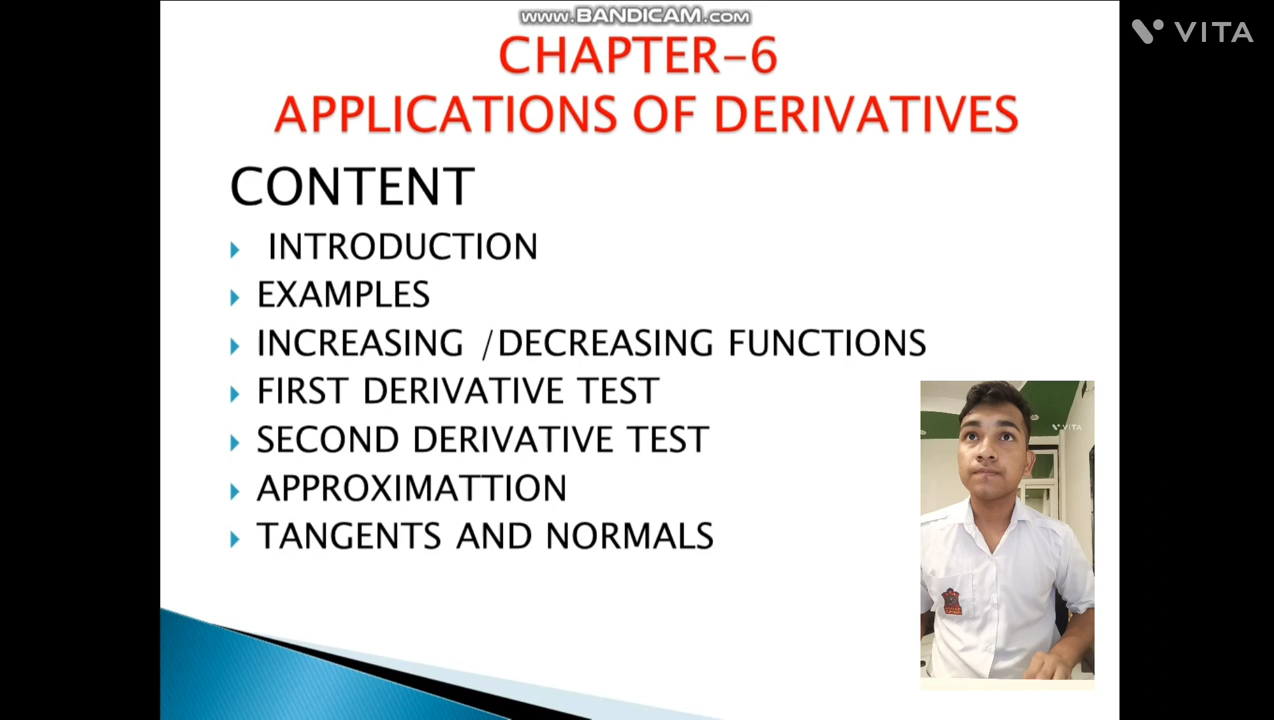 www.BANDICAM.com
VITA
CHAPTER-6
APPLICATIONS OF DERIVATIVES
CONTENT
INTRODUCTION
EXAMPLES
INCREASING /DECREASING FUNCTIONS
FIRST DERIVATIVE TEST
SECOND DERIVATIVE TEST
APPROXIMATTION
TANGENTS AND NORMALS
VITA